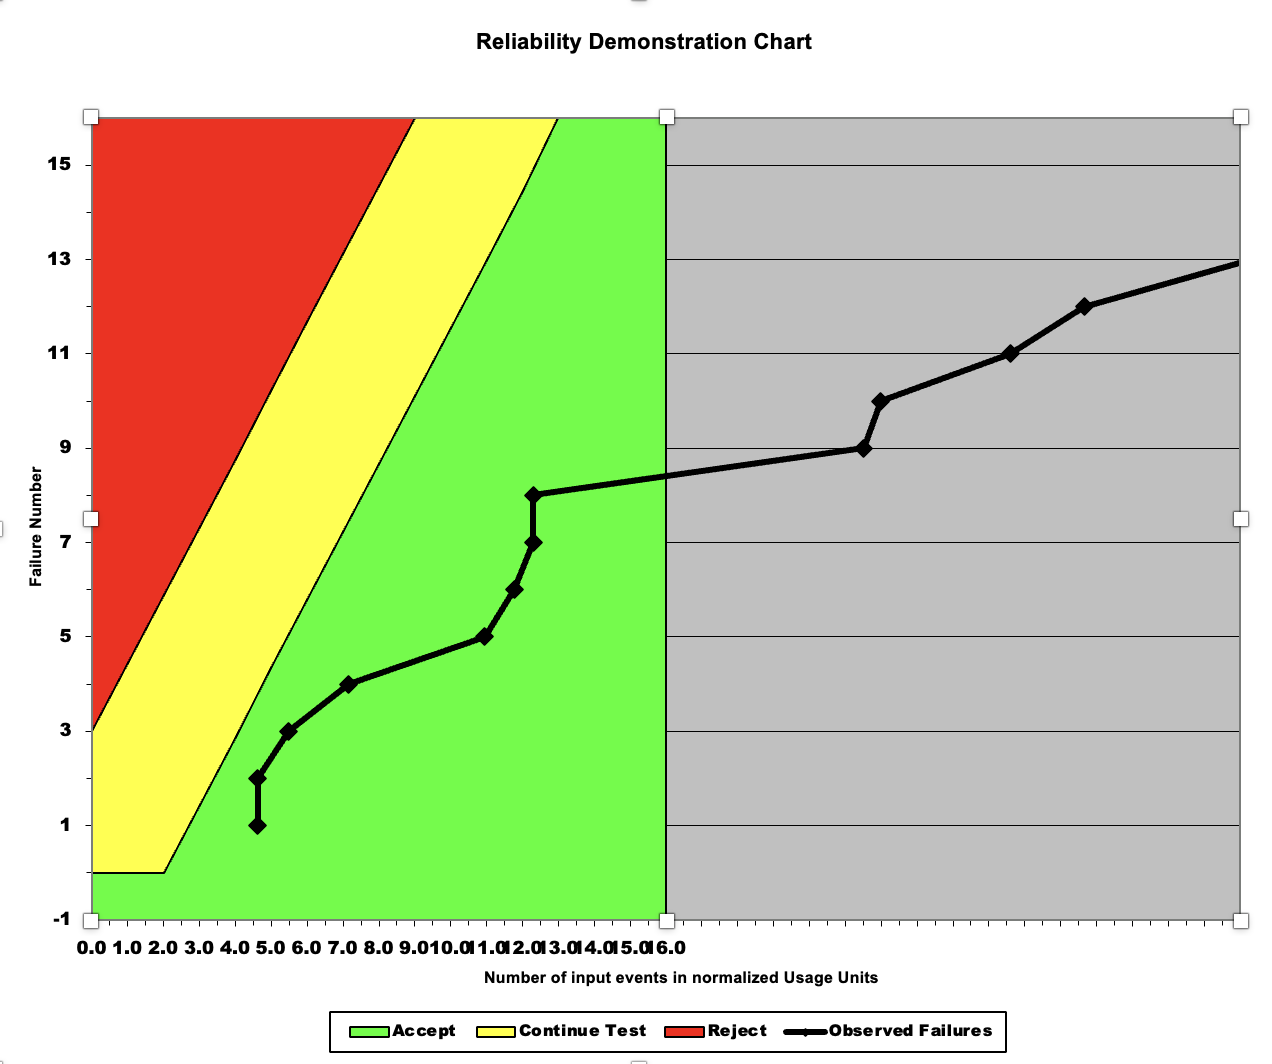 Reliability Demonstration Chart
15
13
11
9
7
5
3
1
-1
Failure Number
0.0 1.0 2.0 3.0 4.0 5.0 6.0 7.0 8.0 9.0 10.0 11.0 12.0 13.0 14.0 15.0 16.0
Number of input events in normalized Usage Units
Accept Continue Test Reject Observed Failures